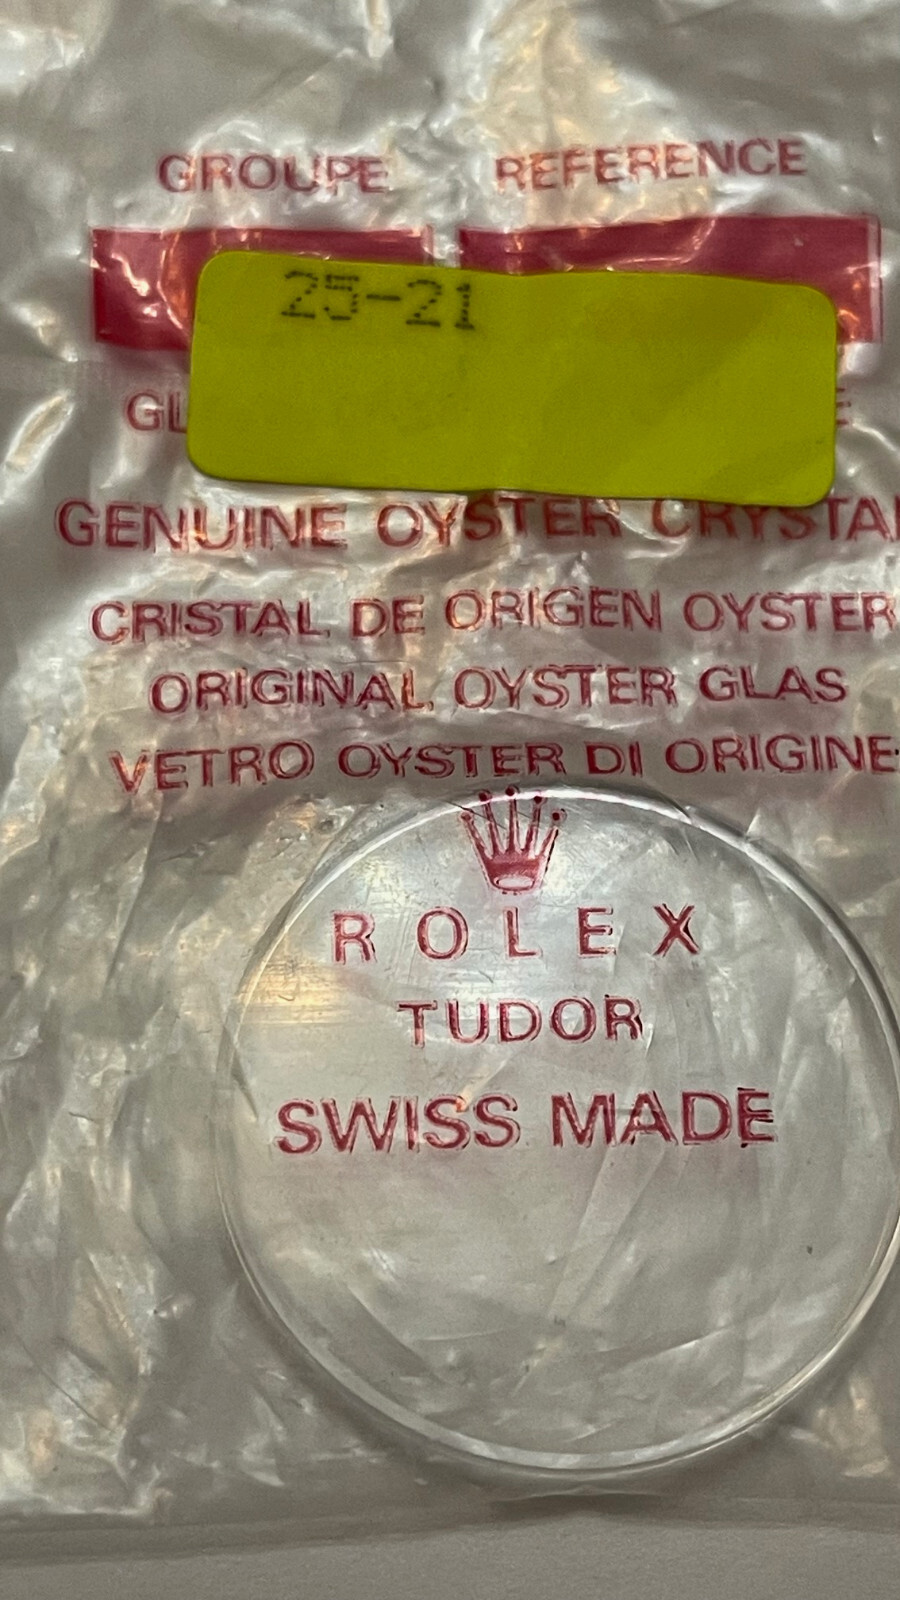 GROUPE REFERENCE
25-21
GENUINE OYSTER CRYSTAL
CRISTAL DE ORIGEN OYSTER
ORIGINAL OYSTER GLAS
VETRO OYSTER DI ORIGINE
ROLEX
TUDOR
SWISS MADE